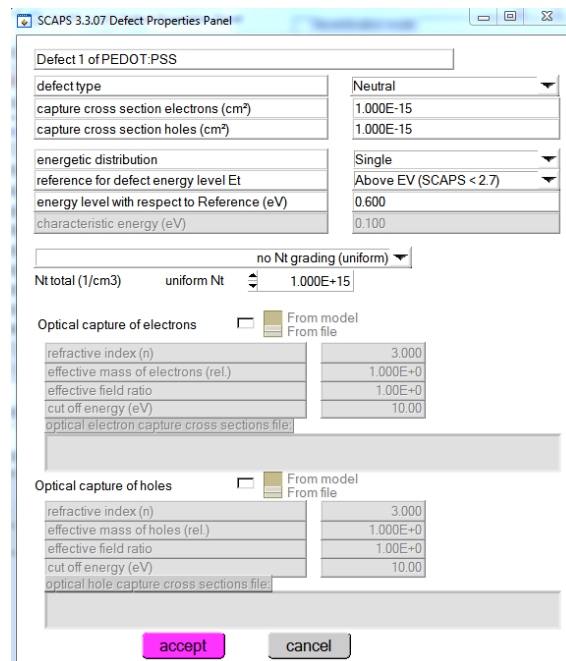 SCAPS 3.3.07 Defect Properties Panel
Defect 1 of PEDOT:PSS
defect type Neutral
capture cross section electrons (cm²) 1.000E-15
capture cross section holes (cm²) 1.000E-15
energetic distribution Single
reference for defect energy level Et Above EV (SCAPS < 2.7)
energy level with respect to Reference (eV) 0.600
characteristic energy (eV) 0.100
no Nt grading (uniform)
Nt total (1/cm3) uniform Nt 1.000E+15
Optical capture of electrons From model
From file
refractive index (n) 3.000
effective mass of electrons (rel.) 1.000E+0
effective field ratio 1.00E+0
cut off energy (eV) 10.00
optical electron capture cross sections file:
Optical capture of holes From model
From file
refractive index (n) 3.000
effective mass of holes (rel.) 1.000E+0
effective field ratio 1.00E+0
cut off energy (eV) 10.00
optical hole capture cross sections file:
accept cancel